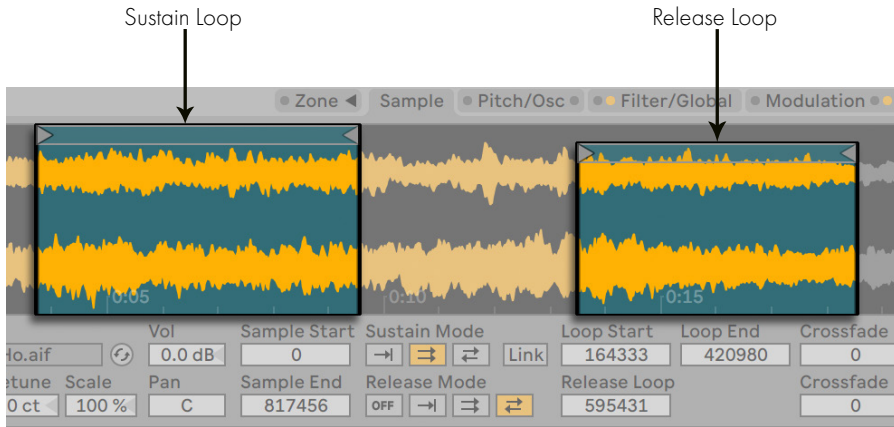 Sustain Loop Release Loop
Zone Sample Pitch/Osc Filter/Global Modulation
0:05 0:10 0:15
Vol Sample Start Sustain Mode Loop Start Loop End Crossfade
Ho.aif 0.0 dB 0 Link 164333 420980 0
etune Scale Pan Sample End Release Mode Release Loop Crossfade
0 ct 100 % C 817456 OFF 595431 0